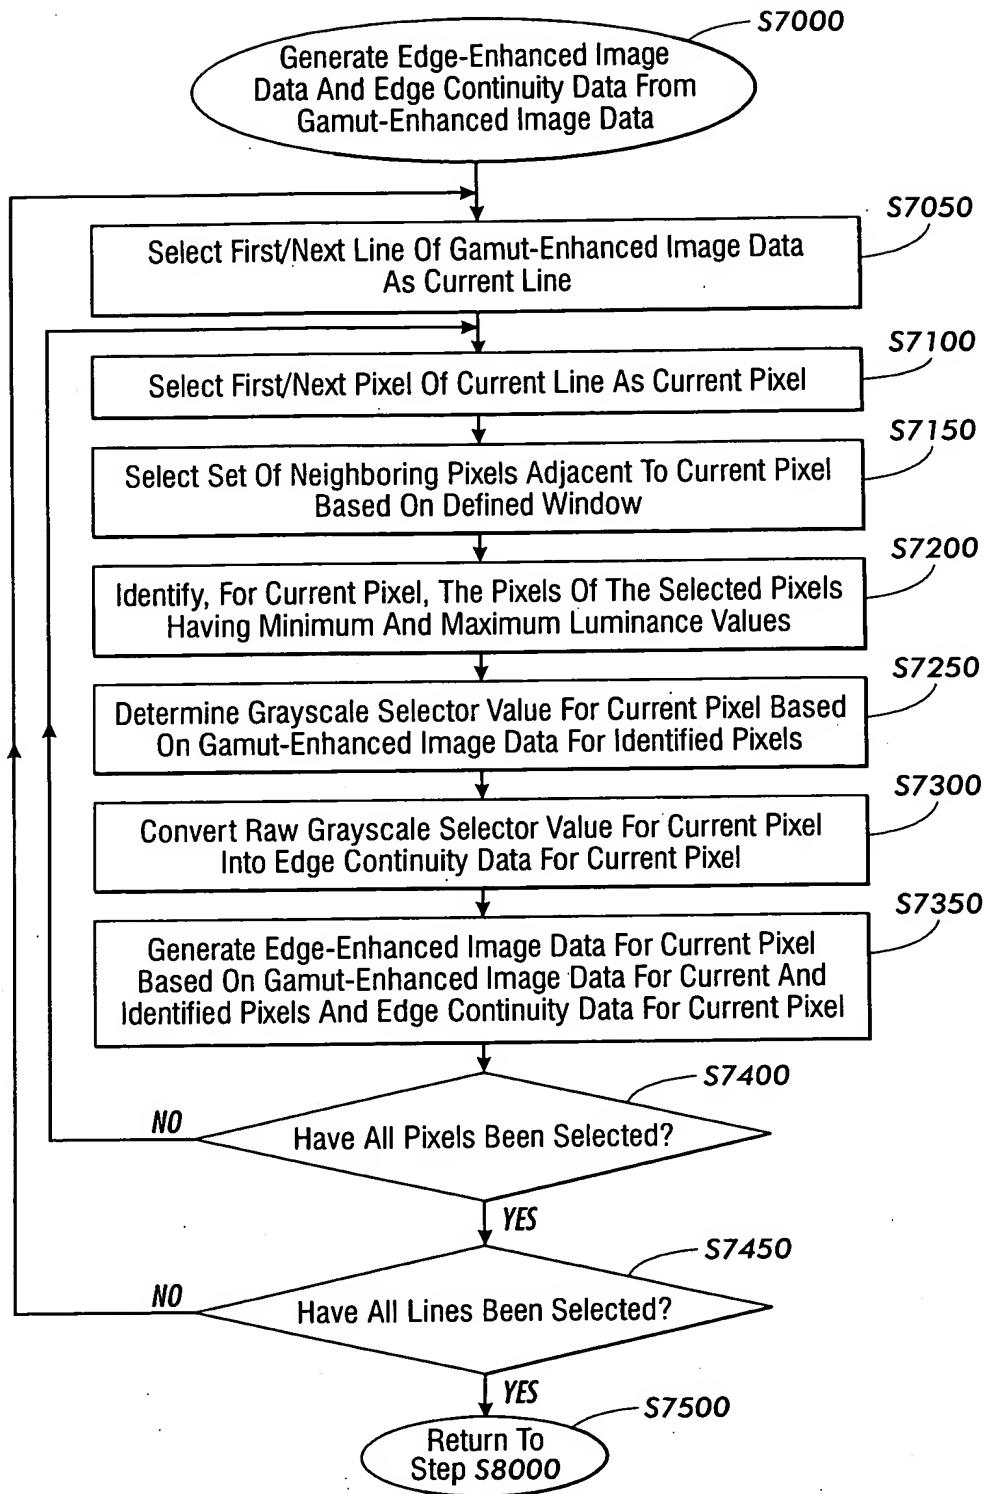 S7000
Generate Edge-Enhanced Image
Data And Edge Continuity Data From
Gamut-Enhanced Image Data
S7050
Select First/Next Line Of Gamut-Enhanced Image Data
As Current Line
S7100
Select First/Next Pixel Of Current Line As Current Pixel
S7150
Select Set Of Neighboring Pixels Adjacent To Current Pixel
Based On Defined Window
S7200
Identify, For Current Pixel, The Pixels Of The Selected Pixels
Having Minimum And Maximum Luminance Values
S7250
Determine Grayscale Selector Value For Current Pixel Based
On Gamut-Enhanced Image Data For Identified Pixels
S7300
Convert Raw Grayscale Selector Value For Current Pixel
Into Edge Continuity Data For Current Pixel
S7350
Generate Edge-Enhanced Image Data For Current Pixel
Based On Gamut-Enhanced Image Data For Current And
Identified Pixels And Edge Continuity Data For Current Pixel
S7400
NO
Have All Pixels Been Selected?
YES
S7450
NO
Have All Lines Been Selected?
YES
S7500
Return To
Step S8000